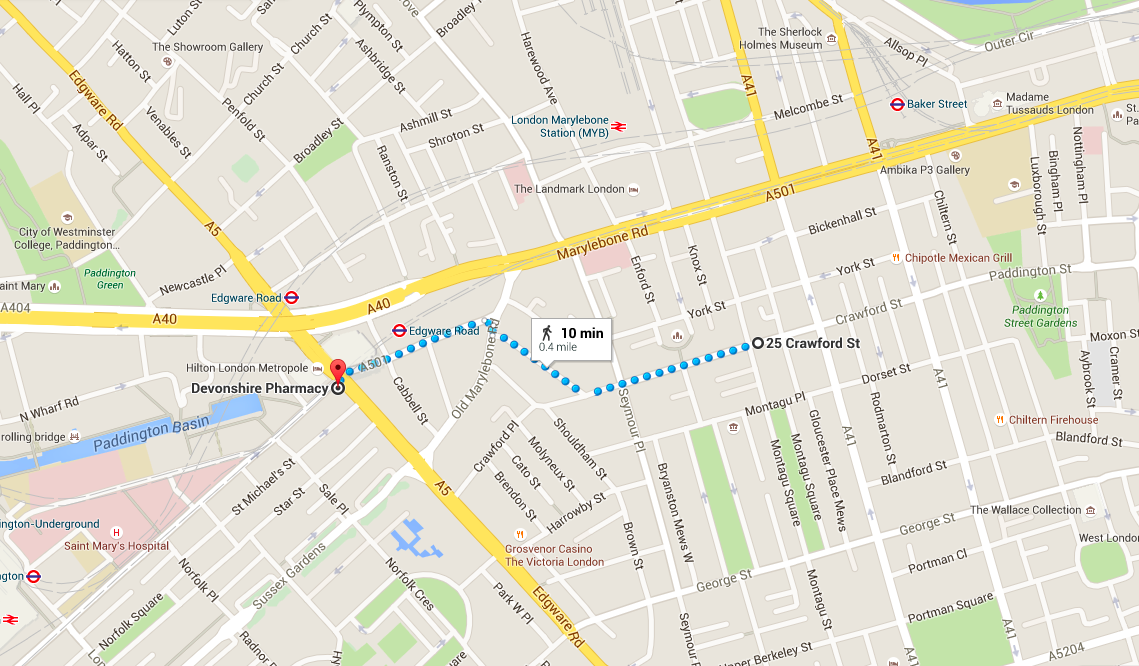 Luton St
Church St
Plympton St
Broadley St
The Showroom Gallery
Hatton St
Ashbridge St
Harewood Ave
The Sherlock
Holmes Museum
Allsop Pl
Outer Cir
A41
Hall Pl
Edgware Rd
Venables St
Church St
Penfold St
Adpar St
Broadley St
Ashmill St
Shroton St
London Marylebone
Station (MYB)
Melcombe St
Baker Street
Madame
Tussauds London
St.
Pa
A41
Ranston St
The Landmark London
A501
Ambika P3 Gallery
Nottingham Pl
Bingham Pl
Luxborough St
City of Westminster
College, Paddington...
A5
Paddington
Green
Newcastle Pl
Marylebone Rd
Bickenhall St
Chiltern St
Knox St
Enford St
York St
Chipotle Mexican Grill
Paddington St
aint Mary
Edgware Road
A40
A404
A40
York St
Crawford St
Paddington
Street Gardens
Edgware Road
Old Marylebone Rd
10 min
0.4 mile
25 Crawford St
Moxon St
A501
Hilton London Metropole
Devonshire Pharmacy
Cabbell St
Dorset St
A41
Aybrook St
Cramer St
N Wharf Rd
rolling bridge
Paddington Basin
Seymour Pl
Montagu Pl
Rodmarton St
Chiltern Firehouse
Blandford St
Crawford Pl
Shouldham St
Molyneux St
Cato St
Brendon St
Gloucester Place Mews
A41
Montagu Square
Montagu Square
Blandford St
St Michael's St
Star St
Sale Pl
A5
Harrowby St
Bryanston Mews W
The Wallace Collection
ington-Underground
Saint Mary's Hospital
Brown St
George St
West Londo
Grosvenor Casino
The Victoria London
Portman Cl
ngton
Norfolk Pl
Sussex Gardens
Norfolk Cres
George St
Montagu St
Edgware Rd
Park W Pl
Portman Square
Norfolk Square
Seymour P
A41
A41
Radnor
Hy
Lon
Upper Berkeley St
A5204